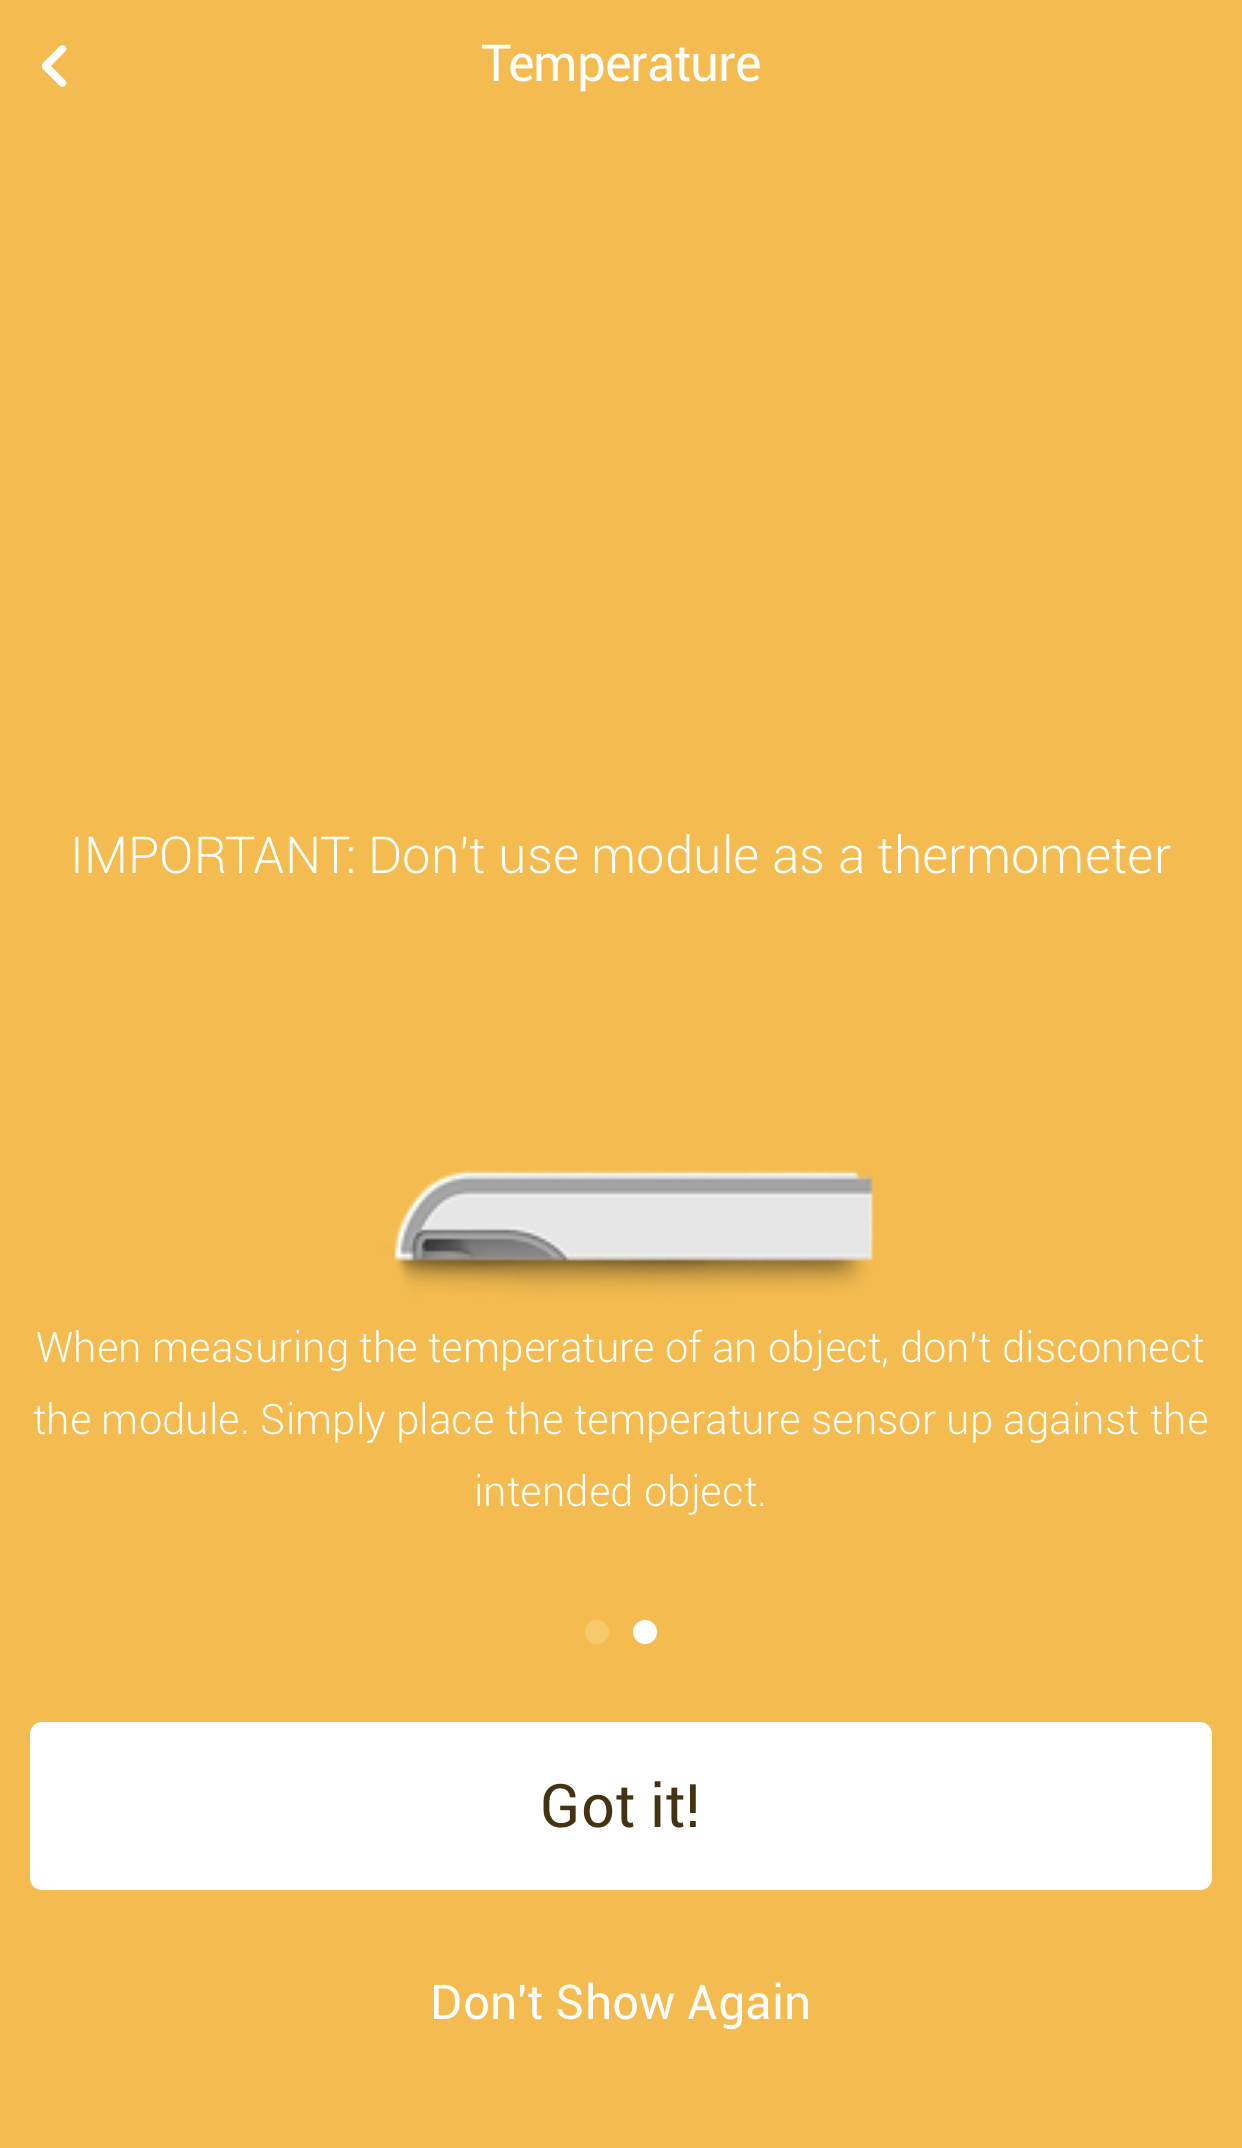 Temperature
IMPORTANT: Don't use module as a thermometer
When measuring the temperature of an object, don't disconnect
the module. Simply place the temperature sensor up against the
intended object.
Got it!
Don't Show Again